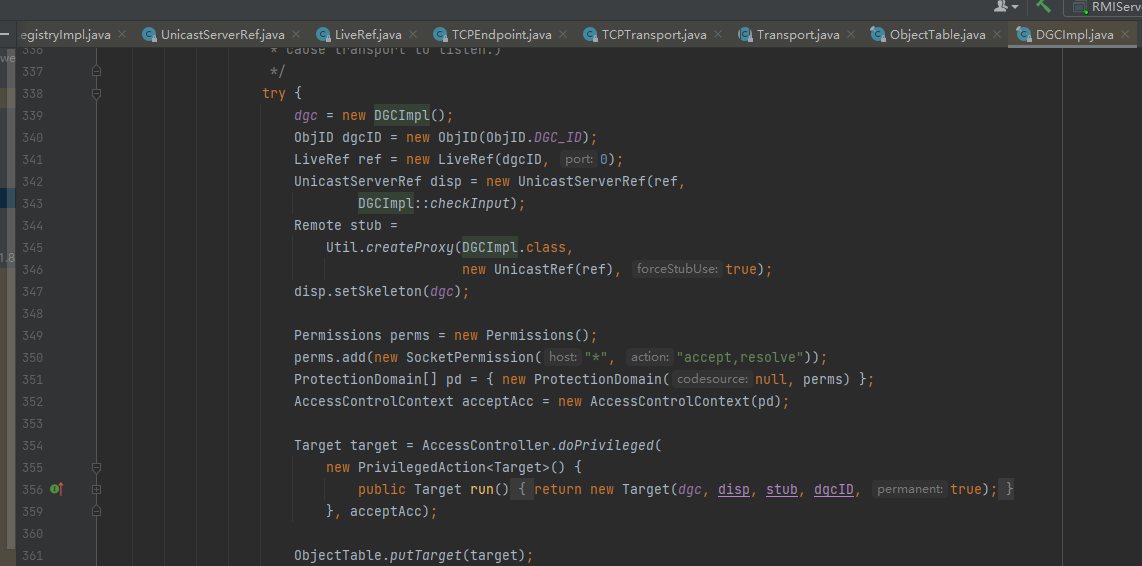 RMIServ
egistryImpl.java UnicastServerRef.java LiveRef.java TCPEndpoint.java TCPTransport.java Transport.java ObjectTable.java DGCImpl.java
336 * cause transport to listen.)
337 */
338 try {
339 dgc = new DGCImpl();
340 ObjID dgcID = new ObjID(ObjID.DGC_ID);
341 LiveRef ref = new LiveRef(dgcID, port: 0);
342 UnicastServerRef disp = new UnicastServerRef(ref,
343 DGCImpl::checkInput);
344 Remote stub =
345 Util.createProxy(DGCImpl.class,
346 new UnicastRef(ref), forceStubUse: true);
347 disp.setSkeleton(dgc);
348
349 Permissions perms = new Permissions();
350 perms.add(new SocketPermission( host: "*", action: "accept,resolve"));
351 ProtectionDomain[] pd = { new ProtectionDomain( codesource: null, perms) };
352 AccessControlContext acceptAcc = new AccessControlContext(pd);
353
354 Target target = AccessController.doPrivileged(
355 new PrivilegedAction<Target>() {
356 public Target run() { return new Target(dgc, disp, stub, dgcID, permanent: true); }
359 }, acceptAcc);
360
361 ObjectTable.putTarget(target);
we
1.8